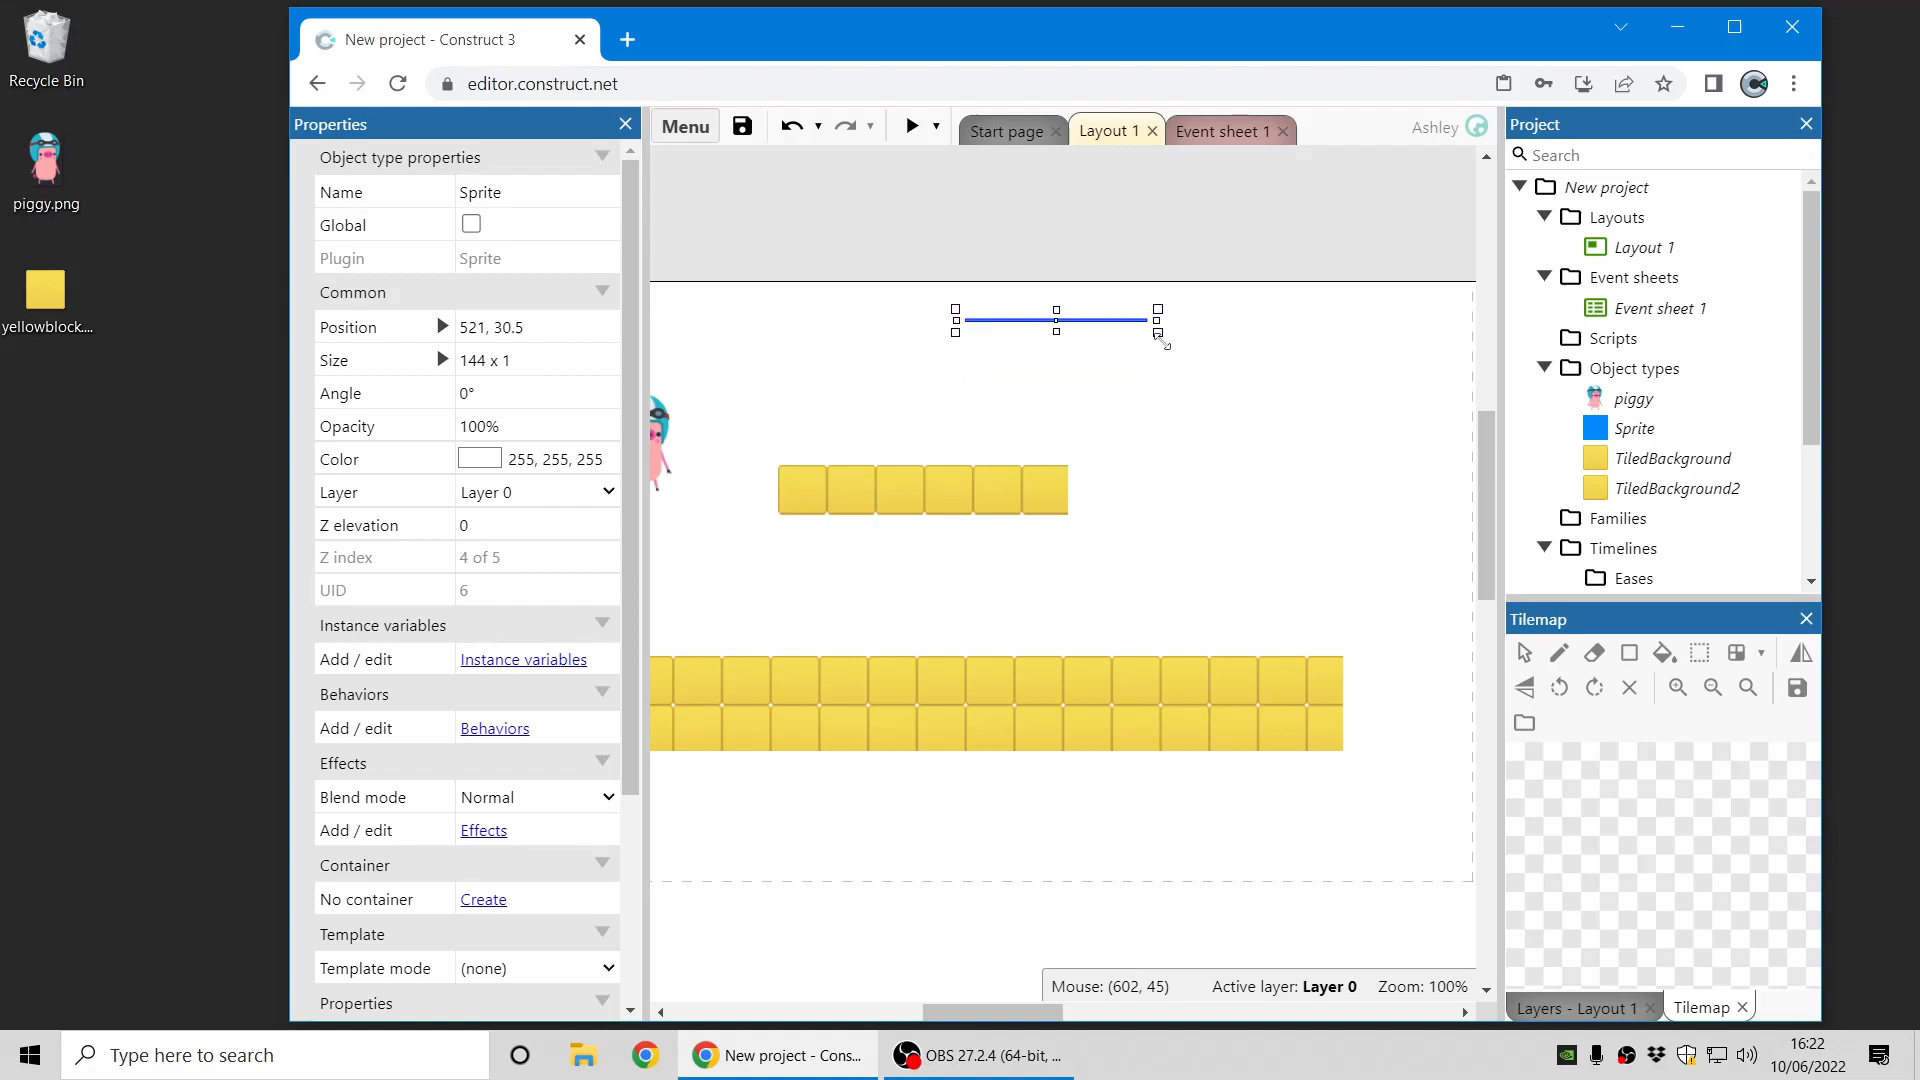 Recycle Bin
piggy.png
yellowblock....
New project - Construct 3
editor.construct.net
Properties
Object type properties
Name Sprite
Global
Plugin Sprite
Common
Position 521, 30.5
Size 144 x 1
Angle 0°
Opacity 100%
Color 255, 255, 255
Layer Layer 0
Z elevation 0
Z index 4 of 5
UID 6
Instance variables
Add / edit Instance variables
Behaviors
Add / edit Behaviors
Effects
Blend mode Normal
Add / edit Effects
Container
No container Create
Template
Template mode (none)
Properties
Menu
Start page
Layout 1
Event sheet 1
Ashley
Mouse: (602, 45) Active layer: Layer 0 Zoom: 100%
Project
Search
New project
Layouts
Layout 1
Event sheets
Event sheet 1
Scripts
Object types
piggy
Sprite
TiledBackground
TiledBackground2
Families
Timelines
Eases
Tilemap
Layers - Layout 1
Tilemap
Type here to search
New project - Cons...
OBS 27.2.4 (64-bit, ...
16:22
10/06/2022